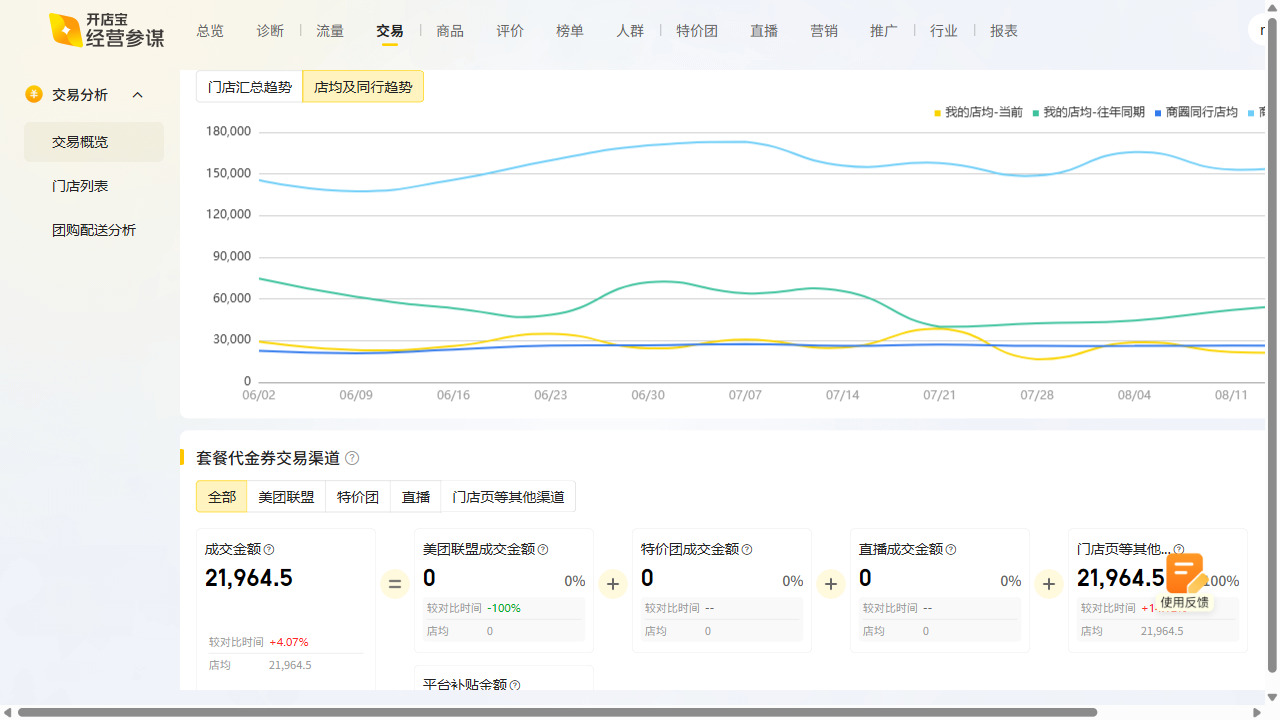 开店宝
经营参谋
总览 诊断 流量 交易 商品 评价 榜单 人群 特价团 直播 营销 推广 行业 报表
交易分析
交易概览
门店列表
团购配送分析
门店汇总趋势 店均及同行趋势
我的店均-当前 我的店均-往年同期 商圈同行店均
180,000
150,000
120,000
90,000
60,000
30,000
0
06/02 06/09 06/16 06/23 06/30 07/07 07/14 07/21 07/28 08/04 08/11
套餐代金券交易渠道
全部 美团联盟 特价团 直播 门店页等其他渠道
成交金额
21,964.5
较对比时间 +4.07%
店均 21,964.5
=
美团联盟成交金额
0 0%
较对比时间 -100%
店均 0
+
特价团成交金额
0 0%
较对比时间 --
店均 0
+
直播成交金额
0 0%
较对比时间 --
店均 0
+
门店页等其他...
21,964.5 100%
较对比时间
店均 21,964.5
使用反馈
平台补贴金额